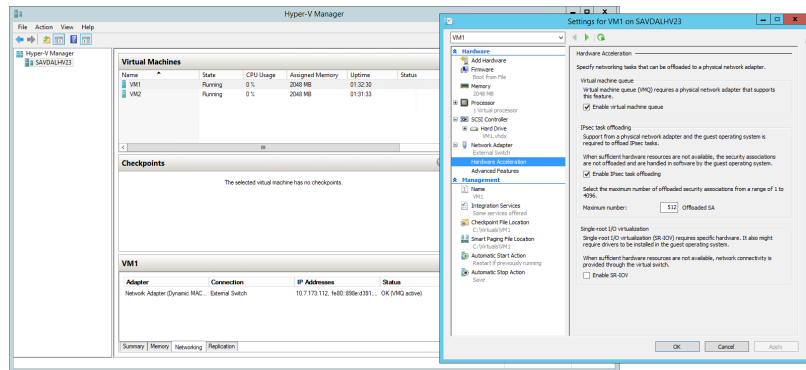 Hyper-V Manager
File Action View Help
Hyper-V Manager
SAVDALHV23
Virtual Machines
Name State CPU Usage Assigned Memory Uptime Status
VM1 Running 0 % 2048 MB 01:32:30
VM2 Running 0 % 2048 MB 01:31:33
Checkpoints
The selected virtual machine has no checkpoints.
VM1
Adapter Connection IP Addresses Status
Network Adapter (Dynamic MAC... External Switch 10.7.173.112, fe80::898e:d391:... OK (VMQ active)
Summary Memory Networking Replication
Settings for VM1 on SAVDALHV23
VM1
Hardware
Add Hardware
Firmware
Boot from File
Memory
2048 MB
Processor
1 Virtual processor
SCSI Controller
Hard Drive
VM1.vhdx
Network Adapter
External Switch
Hardware Acceleration
Advanced Features
Management
Name
VM1
Integration Services
Some services offered
Checkpoint File Location
C:\Virtuals\VM1
Smart Paging File Location
C:\Virtuals\VM1
Automatic Start Action
Restart if previously running
Automatic Stop Action
Save
Hardware Acceleration
Specify networking tasks that can be offloaded to a physical network adapter.
Virtual machine queue
Virtual machine queue (VMQ) requires a physical network adapter that supports
this feature.
Enable virtual machine queue
IPsec task offloading
Support from a physical network adapter and the guest operating system is
required to offload IPsec tasks.
When sufficient hardware resources are not available, the security associations
are not offloaded and are handled in software by the guest operating system.
Enable IPsec task offloading
Select the maximum number of offloaded security associations from a range of 1 to
4096.
Maximum number: 512 Offloaded SA
Single-root I/O virtualization
Single-root I/O virtualization (SR-IOV) requires specific hardware. It also might
require drivers to be installed in the guest operating system.
When sufficient hardware resources are not available, network connectivity is
provided through the virtual switch.
Enable SR-IOV
OK Cancel Apply